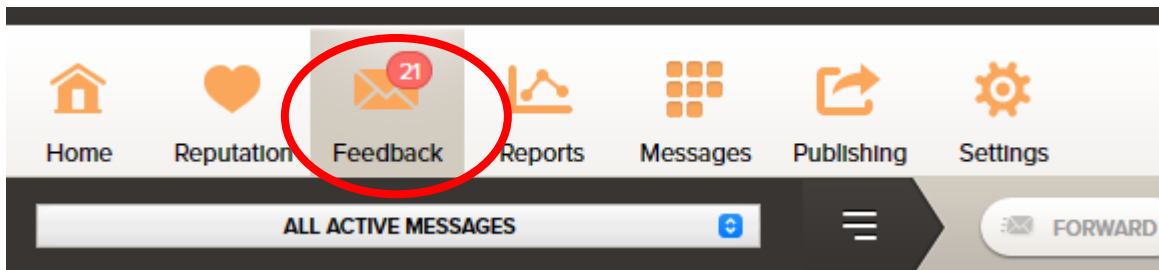 21
Home Reputation Feedback Reports Messages Publishing Settings
ALL ACTIVE MESSAGES FORWARD